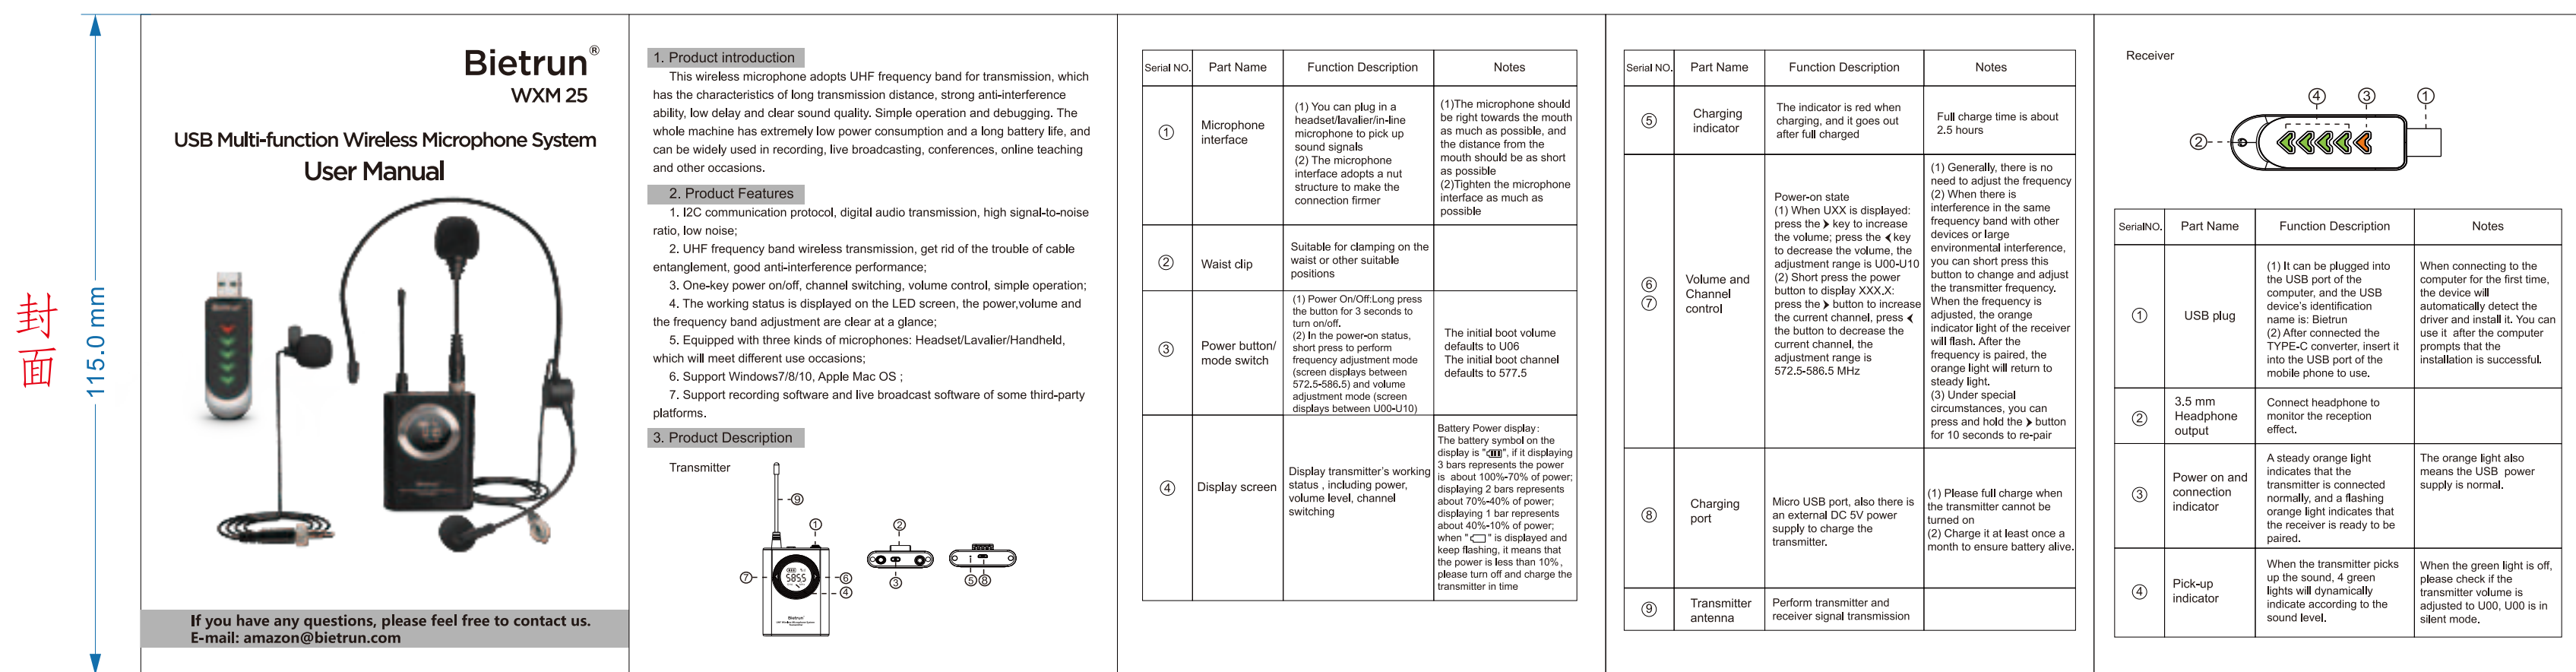 封面
115.0 mm
Bietrun®
WXM 25
USB Multi-function Wireless Microphone System
User Manual
If you have any questions, please feel free to contact us.
E-mail: amazon@bietrun.com
1. Product introduction
This wireless microphone adopts UHF frequency band for transmission, which
has the characteristics of long transmission distance, strong anti-interference
ability, low delay and clear sound quality. Simple operation and debugging. The
whole machine has extremely low power consumption and a long battery life, and
can be widely used in recording, live broadcasting, conferences, online teaching
and other occasions.
2. Product Features
1. I2C communication protocol, digital audio transmission, high signal-to-noise
ratio, low noise;
2. UHF frequency band wireless transmission, get rid of the trouble of cable
entanglement, good anti-interference performance;
3. One-key power on/off, channel switching, volume control, simple operation;
4. The working status is displayed on the LED screen, the power,volume and
the frequency band adjustment are clear at a glance;
5. Equipped with three kinds of microphones: Headset/Lavalier/Handheld,
which will meet different use occasions;
6. Support Windows7/8/10, Apple Mac OS ;
7. Support recording software and live broadcast software of some third-party
platforms.
3. Product Description
Transmitter
⑨
①
②
⑦
585.5
⑥
④
③
⑤⑧
Bietrun
Serial NO. Part Name Function Description Notes
①
Microphone
interface
(1) You can plug in a
headset/lavalier/in-line
microphone to pick up
sound signals
(2) The microphone
interface adopts a nut
structure to make the
connection firmer
(1)The microphone should
be right towards the mouth
as much as possible, and
the distance from the
mouth should be as short
as possible
(2)Tighten the microphone
interface as much as
possible
②
Waist clip
Suitable for clamping on the
waist or other suitable
positions
③
Power button/
mode switch
(1) Power On/Off:Long press
the button for 3 seconds to
turn on/off.
(2) In the power-on status,
short press to perform
frequency adjustment mode
(screen displays between
572.5-586.5) and volume
adjustment mode (screen
displays between U00-U10)
The initial boot volume
defaults to U06
The initial boot channel
defaults to 577.5
④
Display screen
Display transmitter's working
status , including power,
volume level, channel
switching
Battery Power display:
The battery symbol on the
display is " ", if it displaying
3 bars represents the power
is about 100%-70% of power;
displaying 2 bars represents
about 70%-40% of power;
displaying 1 bar represents
about 40%-10% of power;
when " " is displayed and
keep flashing, it means that
the power is less than 10%,
please turn off and charge the
transmitter in time
Serial NO. Part Name Function Description Notes
⑤
Charging
indicator
The indicator is red when
charging, and it goes out
after full charged
Full charge time is about
2.5 hours
⑥
⑦
Volume and
Channel
control
Power-on state
(1) When UXX is displayed:
press the ❯ key to increase
the volume; press the ❮ key
to decrease the volume, the
adjustment range is U00-U10
(2) Short press the power
button to display XXX.X:
press the ❯ button to increase
the current channel, press ❮
the button to decrease the
current channel, the
adjustment range is
572.5-586.5 MHz
(1) Generally, there is no
need to adjust the frequency
(2) When there is
interference in the same
frequency band with other
devices or large
environmental interference,
you can short press this
button to change and adjust
the transmitter frequency.
When the frequency is
adjusted, the orange
indicator light of the receiver
will flash. After the
frequency is paired, the
orange light will return to
steady light.
(3) Under special
circumstances, you can
press and hold the ❯ button
for 10 seconds to re-pair
⑧
Charging
port
Micro USB port, also there is
an external DC 5V power
supply to charge the
transmitter.
(1) Please full charge when
the transmitter cannot be
turned on
(2) Charge it at least once a
month to ensure battery alive.
⑨
Transmitter
antenna
Perform transmitter and
receiver signal transmission
Receiver
④ ③ ①
②
SerialNO. Part Name Function Description Notes
①
USB plug
(1) It can be plugged into
the USB port of the
computer, and the USB
device's identification
name is: Bietrun
(2) After connected the
TYPE-C converter, insert it
into the USB port of the
mobile phone to use.
When connecting to the
computer for the first time,
the device will
automatically detect the
driver and install it. You can
use it after the computer
prompts that the
installation is successful.
②
3.5 mm
Headphone
output
Connect headphone to
monitor the reception
effect.
③
Power on and
connection
indicator
A steady orange light
indicates that the
transmitter is connected
normally, and a flashing
orange light indicates that
the receiver is ready to be
paired.
The orange light also
means the USB power
supply is normal.
④
Pick-up
indicator
When the transmitter picks
up the sound, 4 green
lights will dynamically
indicate according to the
sound level.
When the green light is off,
please check if the
transmitter volume is
adjusted to U00, U00 is in
silent mode.